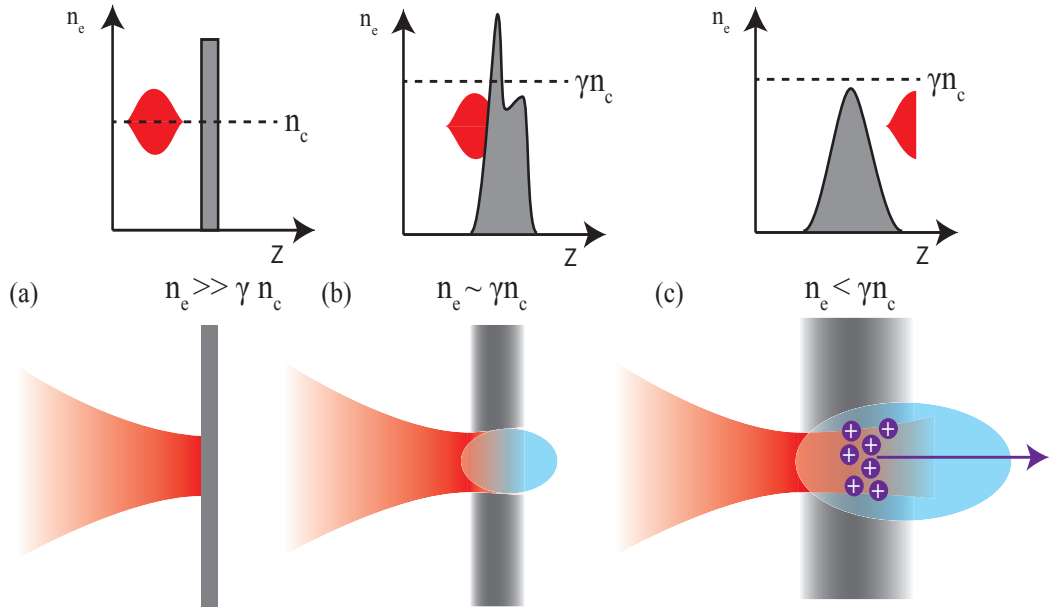 n_e
n_c
z
n_e
γn_c
z
n_e
γn_c
z
(a)
n_e >> γ n_c
(b)
n_e ~ γn_c
(c)
n_e < γn_c
+ + + + + + +